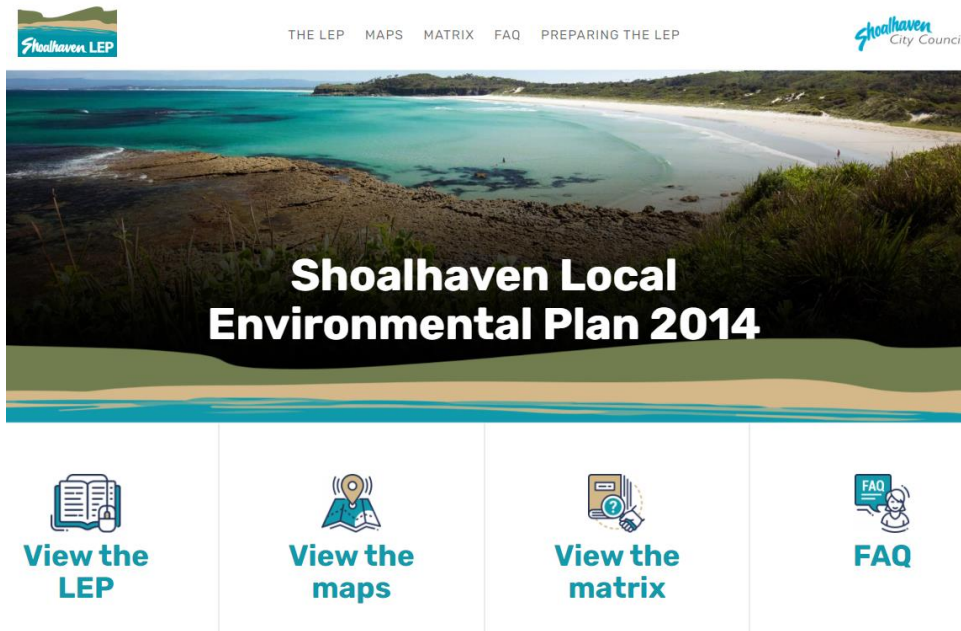 Shoalhaven LEP
THE LEP MAPS MATRIX FAQ PREPARING THE LEP
Shoalhaven
City Counci
Shoalhaven Local
Environmental Plan 2014
FAQ
View the
LEP
View the
maps
View the
matrix
FAQ